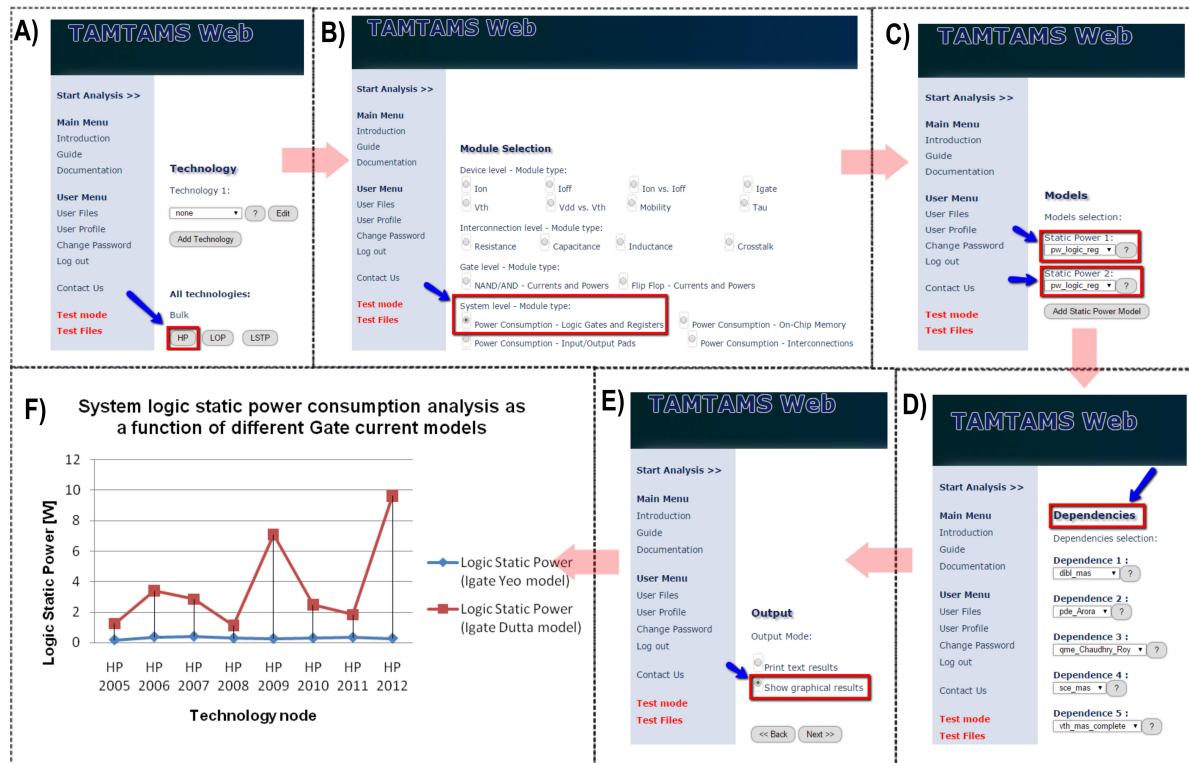 A)
TAMTAMS Web
Start Analysis >>
Main Menu
Introduction
Guide
Documentation
User Menu
User Files
User Profile
Change Password
Log out
Contact Us
Test mode
Test Files
Technology
Technology 1:
none ? Edit
Add Technology
All technologies:
Bulk
HP LOP LSTP
B)
TAMTAMS Web
Start Analysis >>
Main Menu
Introduction
Guide
Documentation
User Menu
User Files
User Profile
Change Password
Log out
Contact Us
Test mode
Test Files
Module Selection
Device level - Module type:
Ion Ioff Ion vs. Ioff Igate
Vth Vdd vs. Vth Mobility Tau
Interconnection level - Module type:
Resistance Capacitance Inductance Crosstalk
Gate level - Module type:
NAND/AND - Currents and Powers Flip Flop - Currents and Powers
System level - Module type:
Power Consumption - Logic Gates and Registers Power Consumption - On-Chip Memory
Power Consumption - Input/Output Pads Power Consumption - Interconnections
C)
TAMTAMS Web
Start Analysis >>
Main Menu
Introduction
Guide
Documentation
User Menu
User Files
User Profile
Change Password
Log out
Contact Us
Test mode
Test Files
Models
Models selection:
Static Power 1:
pw_logic_reg ?
Static Power 2:
pw_logic_reg ?
Add Static Power Model
D)
TAMTAMS Web
Start Analysis >>
Main Menu
Introduction
Guide
Documentation
User Menu
User Files
User Profile
Change Password
Log out
Contact Us
Test mode
Test Files
Dependencies
Dependencies selection:
Dependence 1 :
dibl_mas ?
Dependence 2 :
pde_Arora ?
Dependence 3 :
qme_Chaudhry_Roy ?
Dependence 4 :
sce_mas ?
Dependence 5 :
vth_mas_complete ?
E)
TAMTAMS Web
Start Analysis >>
Main Menu
Introduction
Guide
Documentation
User Menu
User Files
User Profile
Change Password
Log out
Contact Us
Test mode
Test Files
Output
Output Mode:
Print text results
Show graphical results
<< Back Next >>
F)
System logic static power consumption analysis as
a function of different Gate current models
Logic Static Power [W]
12
10
8
6
4
2
0
HP HP HP HP HP HP HP HP
2005 2006 2007 2008 2009 2010 2011 2012
Technology node
Logic Static Power
(Igate Yeo model)
Logic Static Power
(Igate Dutta model)